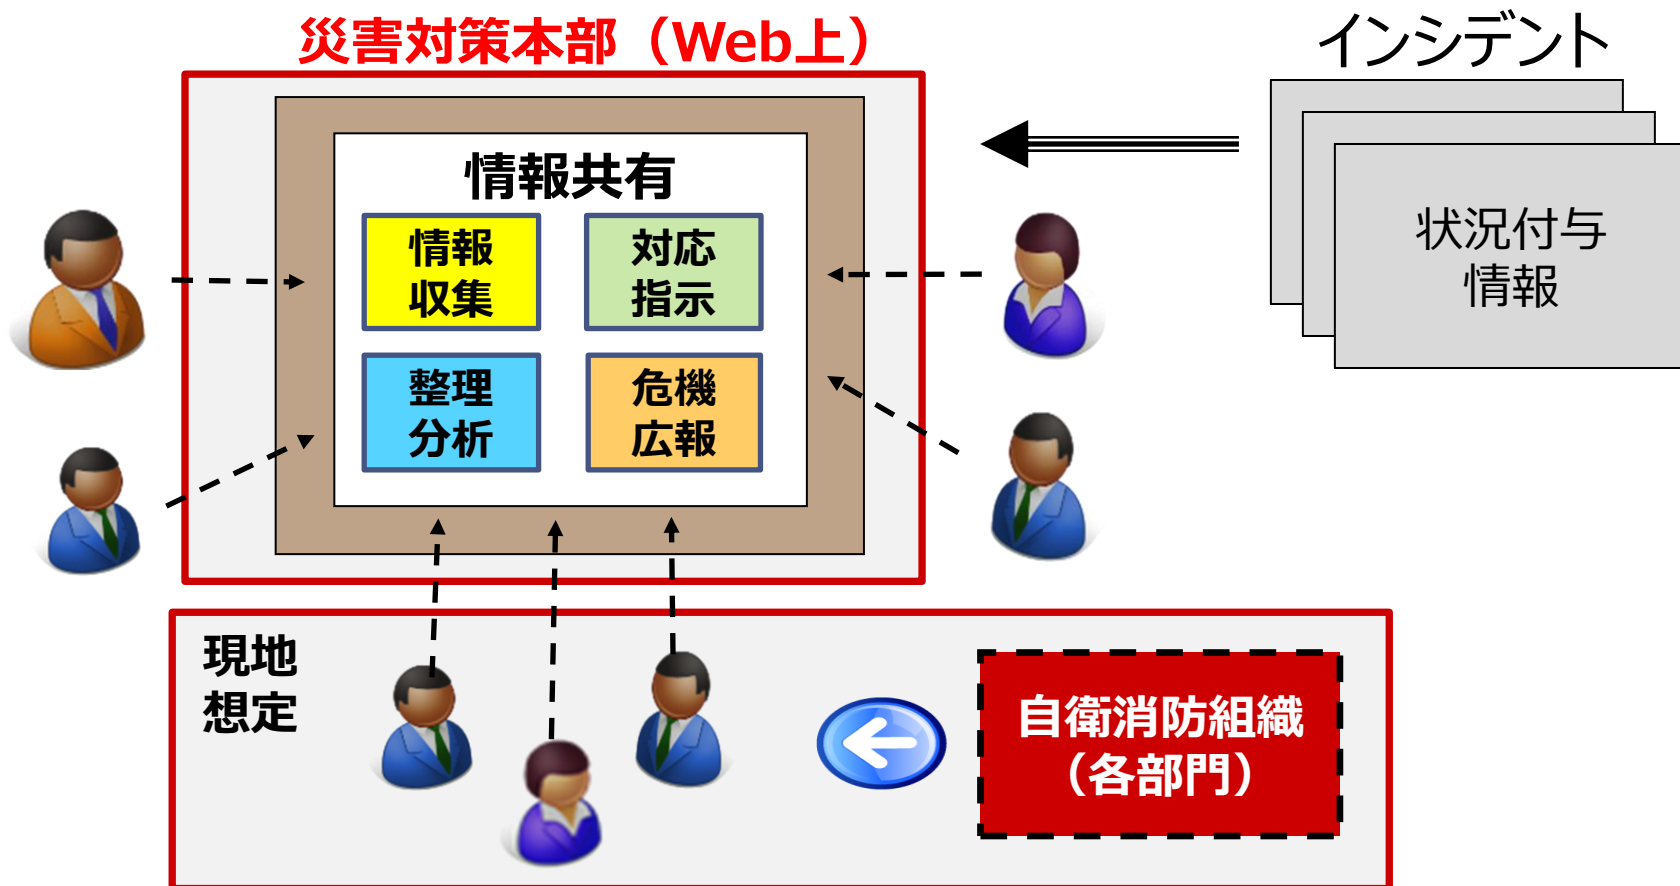 災害対策本部（Web上）
インシデント
情報共有
情報
収集
対応
指示
整理
分析
危機
広報
状況付与
情報
現地
想定
自衛消防組織
（各部門）